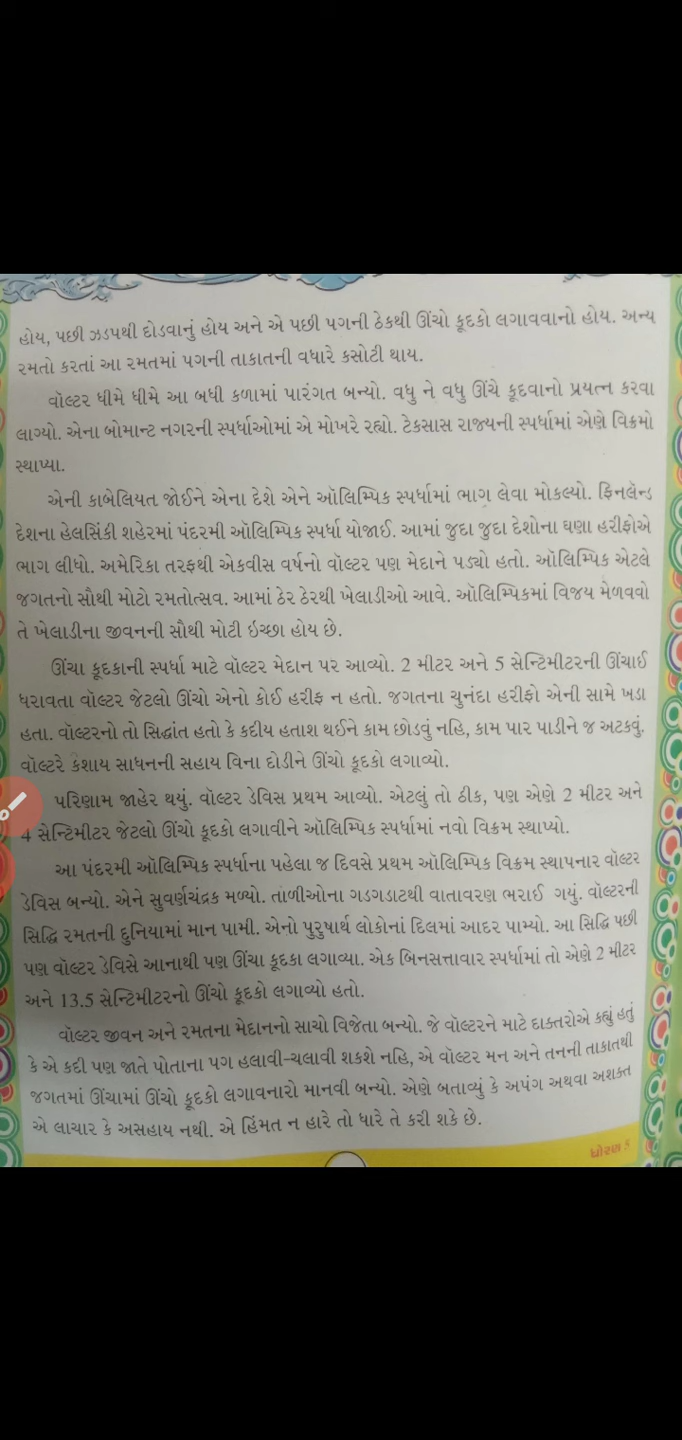 હોય, પછી ઝડપથી દોડવાનું હોય અને એ પછી પગની ઠેકથી ઊંચો કૂદકો લગાવવાનો હોય. અન્ય
રમતો કરતાં આ રમતમાં પગની તાકાતની વધારે કસોટી થાય.
વૉલ્ટર ધીમે ધીમે આ બધી કળામાં પારંગત બન્યો. વધુ ને વધુ ઊંચે કૂદવાનો પ્રયત્ન કરવા
લાગ્યો. એના બોમાન્ટ નગરની સ્પર્ધાઓમાં એ મોખરે રહ્યો. ટેકસાસ રાજ્યની સ્પર્ધામાં એણે વિક્રમો
સ્થાપ્યા.
એની કાબેલિયત જોઈને એના દેશે એને ઑલિમ્પિક સ્પર્ધામાં ભાગ લેવા મોકલ્યો. ફિનલૅન્ડ
દેશના હેલસિંકી શહેરમાં પંદરમી ઑલિમ્પિક સ્પર્ધા યોજાઈ. આમાં જુદા જુદા દેશોના ઘણા હરીફોએ
ભાગ લીધો. અમેરિકા તરફથી એકવીસ વર્ષનો વૉલ્ટર પણ મેદાને પડ્યો હતો. ઑલિમ્પિક એટલે
જગતનો સૌથી મોટો રમતોત્સવ. આમાં ઠેર ઠેરથી ખેલાડીઓ આવે. ઑલિમ્પિકમાં વિજય મેળવવો
તે ખેલાડીના જીવનની સૌથી મોટી ઇચ્છા હોય છે.
ઊંચા કૂદકાની સ્પર્ધા માટે વૉલ્ટર મેદાન પર આવ્યો. 2 મીટર અને 5 સેન્ટિમીટરની ઊંચાઈ
ધરાવતા વૉલ્ટર જેટલો ઊંચો એનો કોઈ હરીફ ન હતો. જગતના ચુનંદા હરીફો એની સામે ખડા
હતા. વૉલ્ટરનો તો સિદ્ધાંત હતો કે કદીય હતાશ થઈને કામ છોડવું નહિ, કામ પાર પાડીને જ અટકવું.
વૉલ્ટરે કશાય સાધનની સહાય વિના દોડીને ઊંચો કૂદકો લગાવ્યો.
પરિણામ જાહેર થયું. વૉલ્ટર ડેવિસ પ્રથમ આવ્યો. એટલું તો ઠીક, પણ એણે 2 મીટર અને
4 સેન્ટિમીટર જેટલો ઊંચો કૂદકો લગાવીને ઑલિમ્પિક સ્પર્ધામાં નવો વિક્રમ સ્થાપ્યો.
આ પંદરમી ઑલિમ્પિક સ્પર્ધાના પહેલા જ દિવસે પ્રથમ ઑલિમ્પિક વિક્રમ સ્થાપનાર વૉલ્ટર
ડેવિસ બન્યો. એને સુવર્ણચંદ્રક મળ્યો. તાળીઓના ગડગડાટથી વાતાવરણ ભરાઈ ગયું. વૉલ્ટરની
સિદ્ધિ રમતની દુનિયામાં માન પામી. એનો પુરુષાર્થ લોકોનાં દિલમાં આદર પામ્યો. આ સિદ્ધિ પછી
પણ વૉલ્ટર ડેવિસે આનાથી પણ ઊંચા કૂદકા લગાવ્યા. એક બિનસત્તાવાર સ્પર્ધામાં તો એણે 2 મીટર
અને 13.5 સેન્ટિમીટરનો ઊંચો કૂદકો લગાવ્યો હતો.
વૉલ્ટર જીવન અને રમતના મેદાનનો સાચો વિજેતા બન્યો. જે વૉલ્ટરને માટે દાક્તરોએ કહ્યું હતું
કે એ કદી પણ જાતે પોતાના પગ હલાવી-ચલાવી શકશે નહિ, એ વૉલ્ટર મન અને તનની તાકાતથી
જગતમાં ઊંચામાં ઊંચો કૂદકો લગાવનારો માનવી બન્યો. એણે બતાવ્યું કે અપંગ અથવા અશક્ત
એ લાચાર કે અસહાય નથી. એ હિંમત ન હારે તો ધારે તે કરી શકે છે.
ધોરણ 5